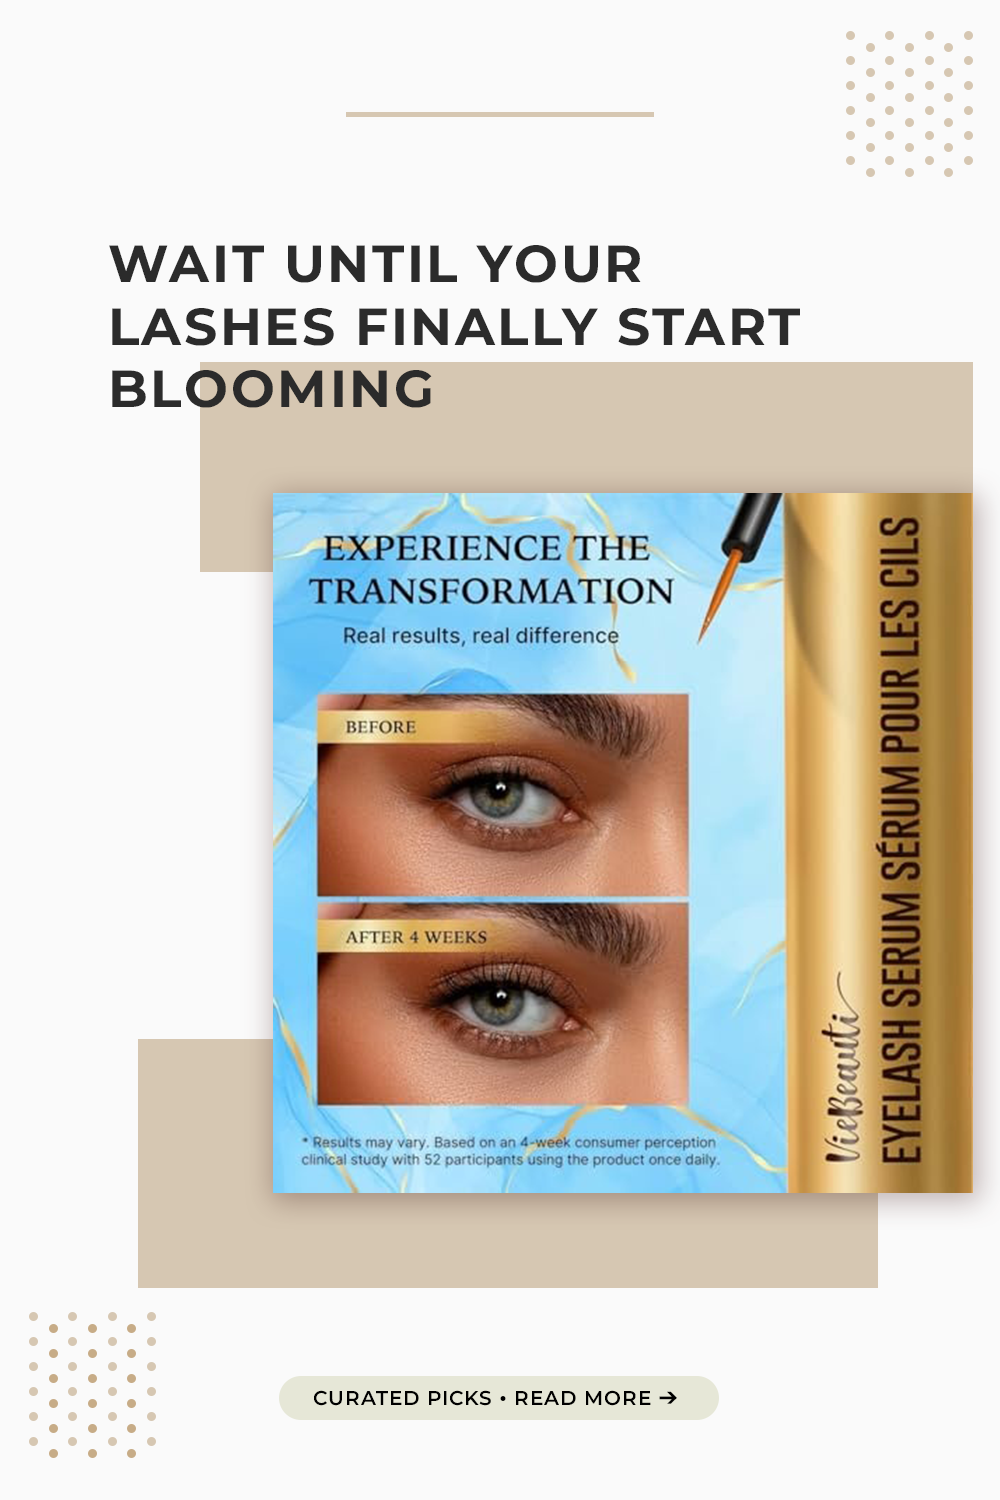 WAIT UNTIL YOUR
LASHES FINALLY START
BLOOMING
EXPERIENCE THE
TRANSFORMATION
Real results, real difference
BEFORE
AFTER 4 WEEKS
* Results may vary. Based on an 4-week consumer perception
clinical study with 52 participants using the product once daily.
VieBeauti
EYELASH SERUM SÉRUM POUR LES CILS
CURATED PICKS • READ MORE ➔